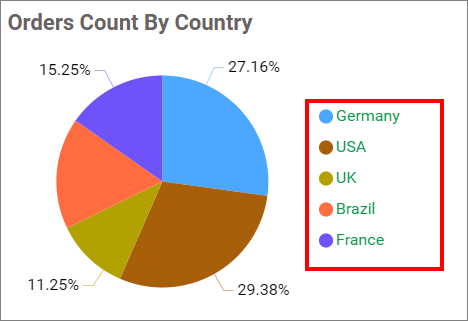 Orders Count By Country
15.25%
27.16%
11.25%
29.38%
Germany
USA
UK
Brazil
France